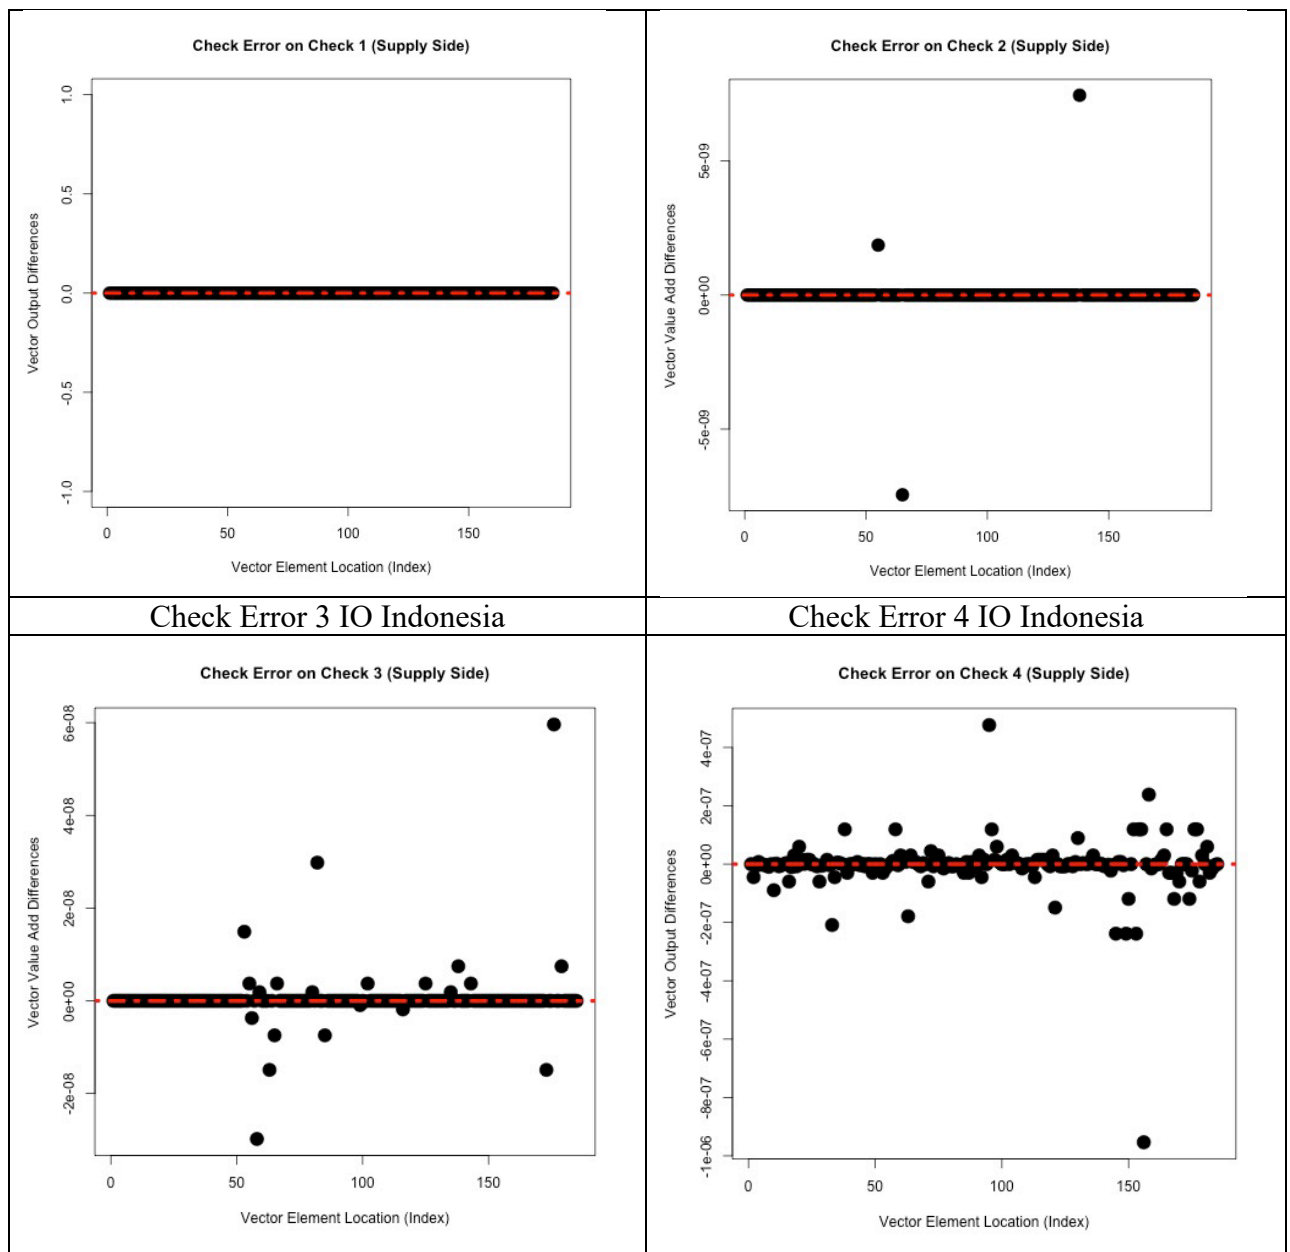 Check Error on Check 1 (Supply Side)
Vector Output Differences
1.0
0.5
0.0
-0.5
-1.0
0
50
100
150
Vector Element Location (Index)
Check Error on Check 2 (Supply Side)
Vector Value Add Differences
5e-09
0e+00
-5e-09
0
50
100
150
Vector Element Location (Index)
Check Error 3 IO Indonesia
Check Error 4 IO Indonesia
Check Error on Check 3 (Supply Side)
Vector Value Add Differences
6e-08
4e-08
2e-08
0e+00
-2e-08
0
50
100
150
Vector Element Location (Index)
Check Error on Check 4 (Supply Side)
Vector Output Differences
4e-07
2e-07
0e+00
-2e-07
-4e-07
-6e-07
-8e-07
-1e-06
0
50
100
150
Vector Element Location (Index)